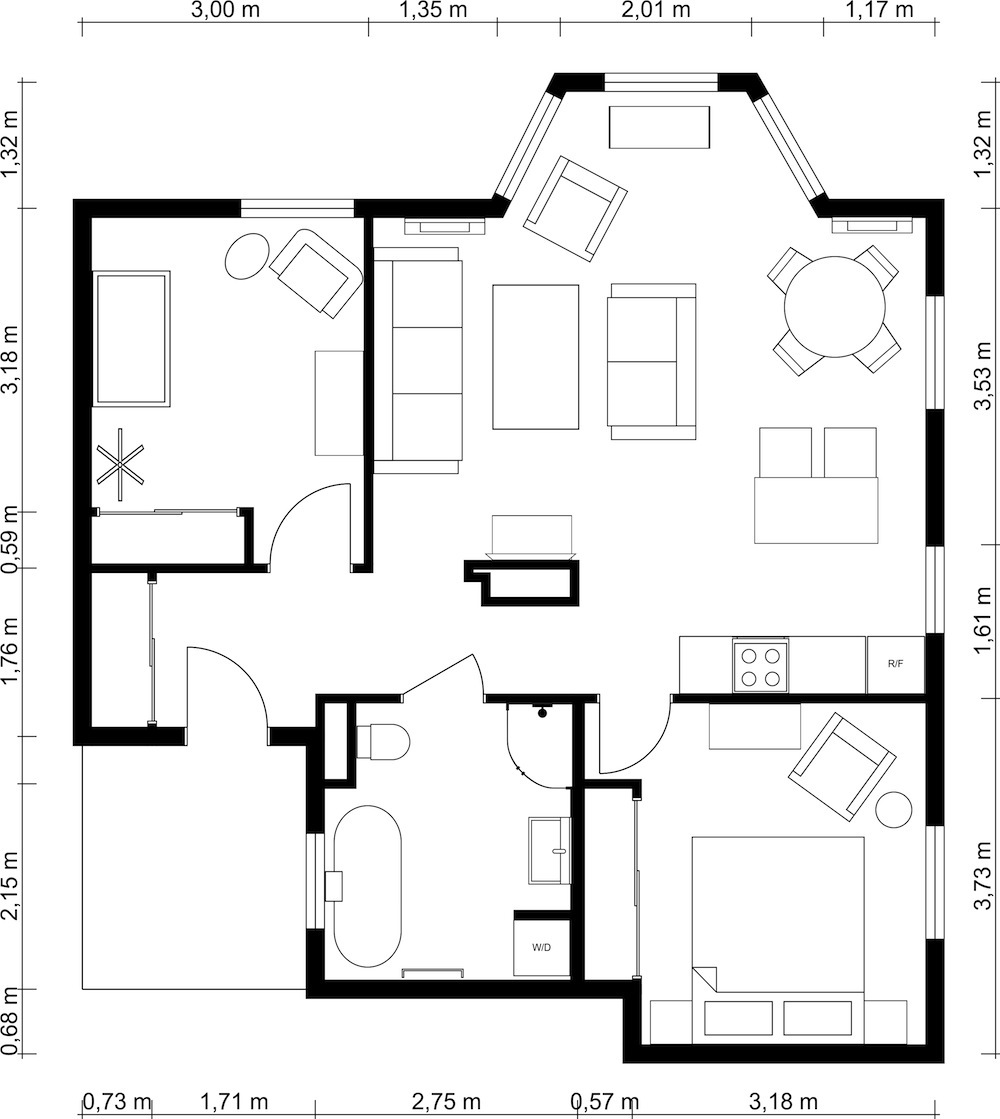 3,00 m
1,35 m
2,01 m
1,17 m
1,32 m
1,32 m
3,18 m
3,53 m
0,59 m
1,76 m
1,61 m
R/F
2,15 m
3,73 m
W/D
0,68 m
0,73 m
1,71 m
2,75 m
0,57 m
3,18 m